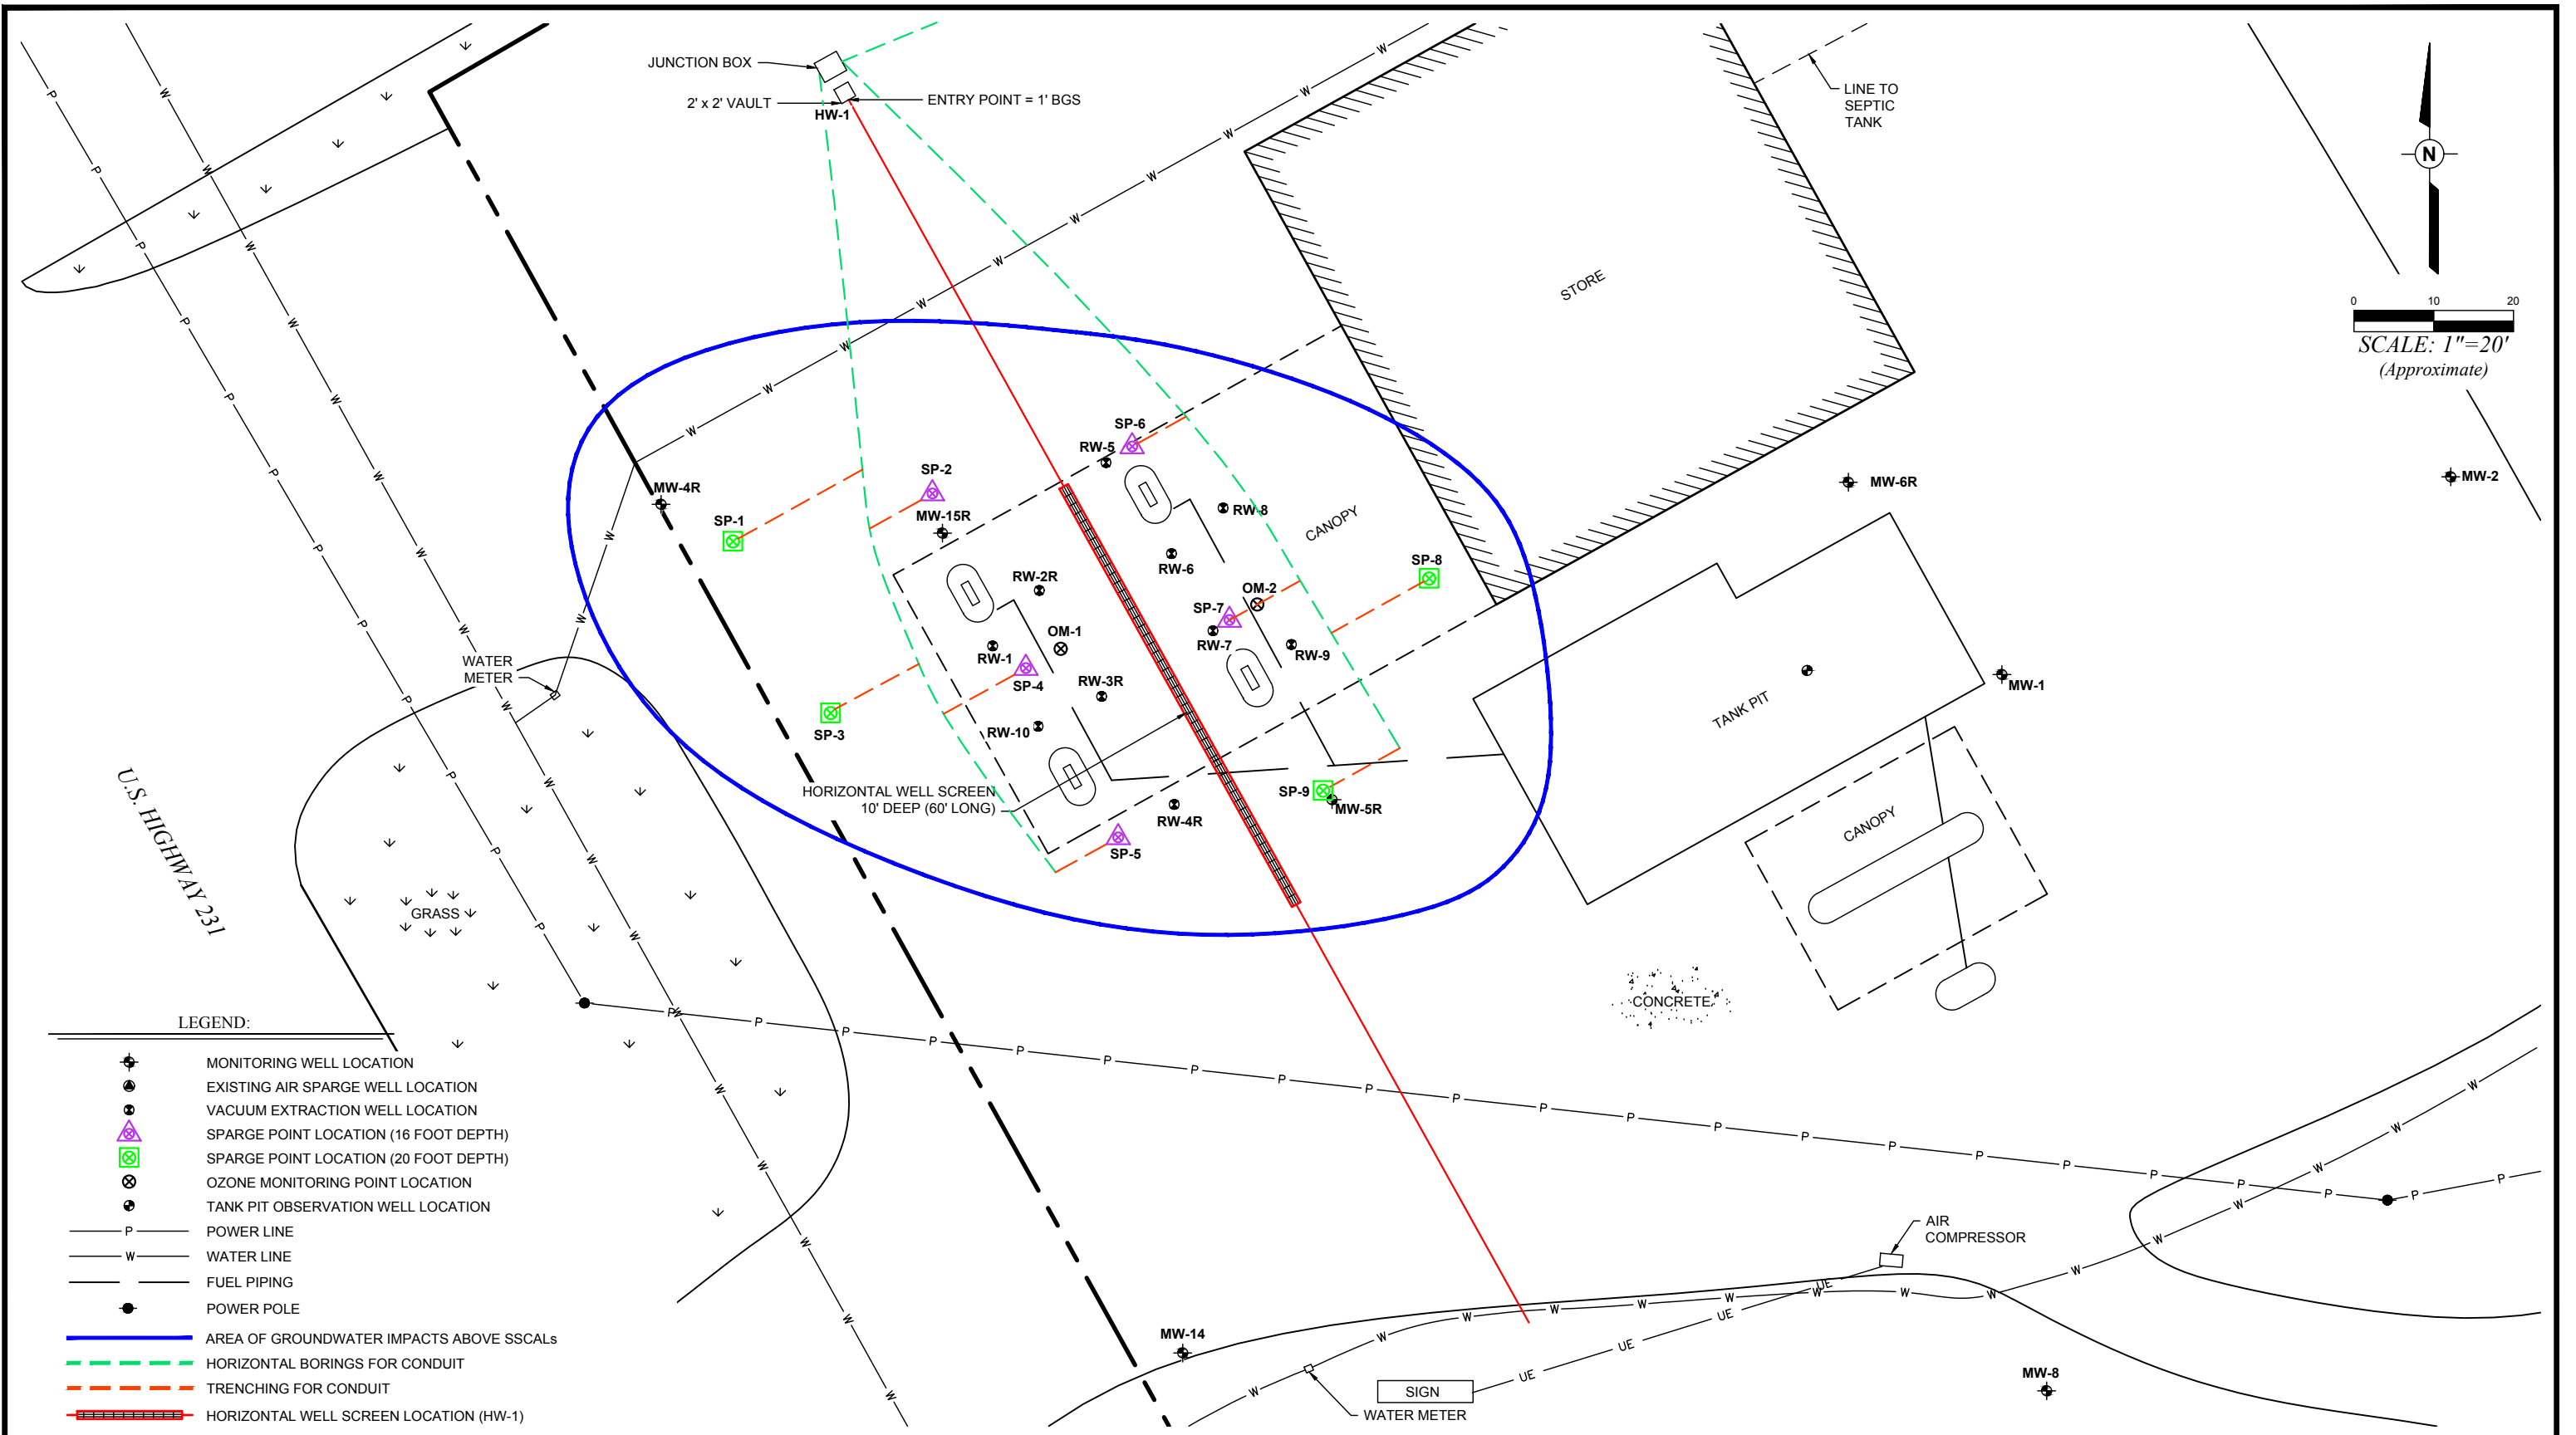 JUNCTION BOX
2' x 2' VAULT
ENTRY POINT = 1' BGS
HW-1
LINE TO
SEPTIC
TANK
N
0 10 20
SCALE: 1"=20'
(Approximate)
STORE
SP-6
RW-5
SP-2
MW-4R
SP-1
MW-15R
RW-8
CANOPY
MW-6R
MW-2
RW-6
SP-8
RW-2R
OM-2
SP-7
OM-1
RW-1
RW-7
RW-9
SP-4
RW-3R
WATER
METER
MW-1
TANK PIT
SP-3
RW-10
HORIZONTAL WELL SCREEN
10' DEEP (60' LONG)
SP-9
MW-5R
RW-4R
SP-5
CANOPY
U.S. HIGHWAY 231
GRASS
CONCRETE
LEGEND:
MONITORING WELL LOCATION
EXISTING AIR SPARGE WELL LOCATION
VACUUM EXTRACTION WELL LOCATION
SPARGE POINT LOCATION (16 FOOT DEPTH)
SPARGE POINT LOCATION (20 FOOT DEPTH)
OZONE MONITORING POINT LOCATION
TANK PIT OBSERVATION WELL LOCATION
P POWER LINE
W WATER LINE
FUEL PIPING
POWER POLE
AREA OF GROUNDWATER IMPACTS ABOVE SSCALs
HORIZONTAL BORINGS FOR CONDUIT
TRENCHING FOR CONDUIT
HORIZONTAL WELL SCREEN LOCATION (HW-1)
AIR
COMPRESSOR
UE UE UE UE
MW-14
SIGN
WATER METER
MW-8